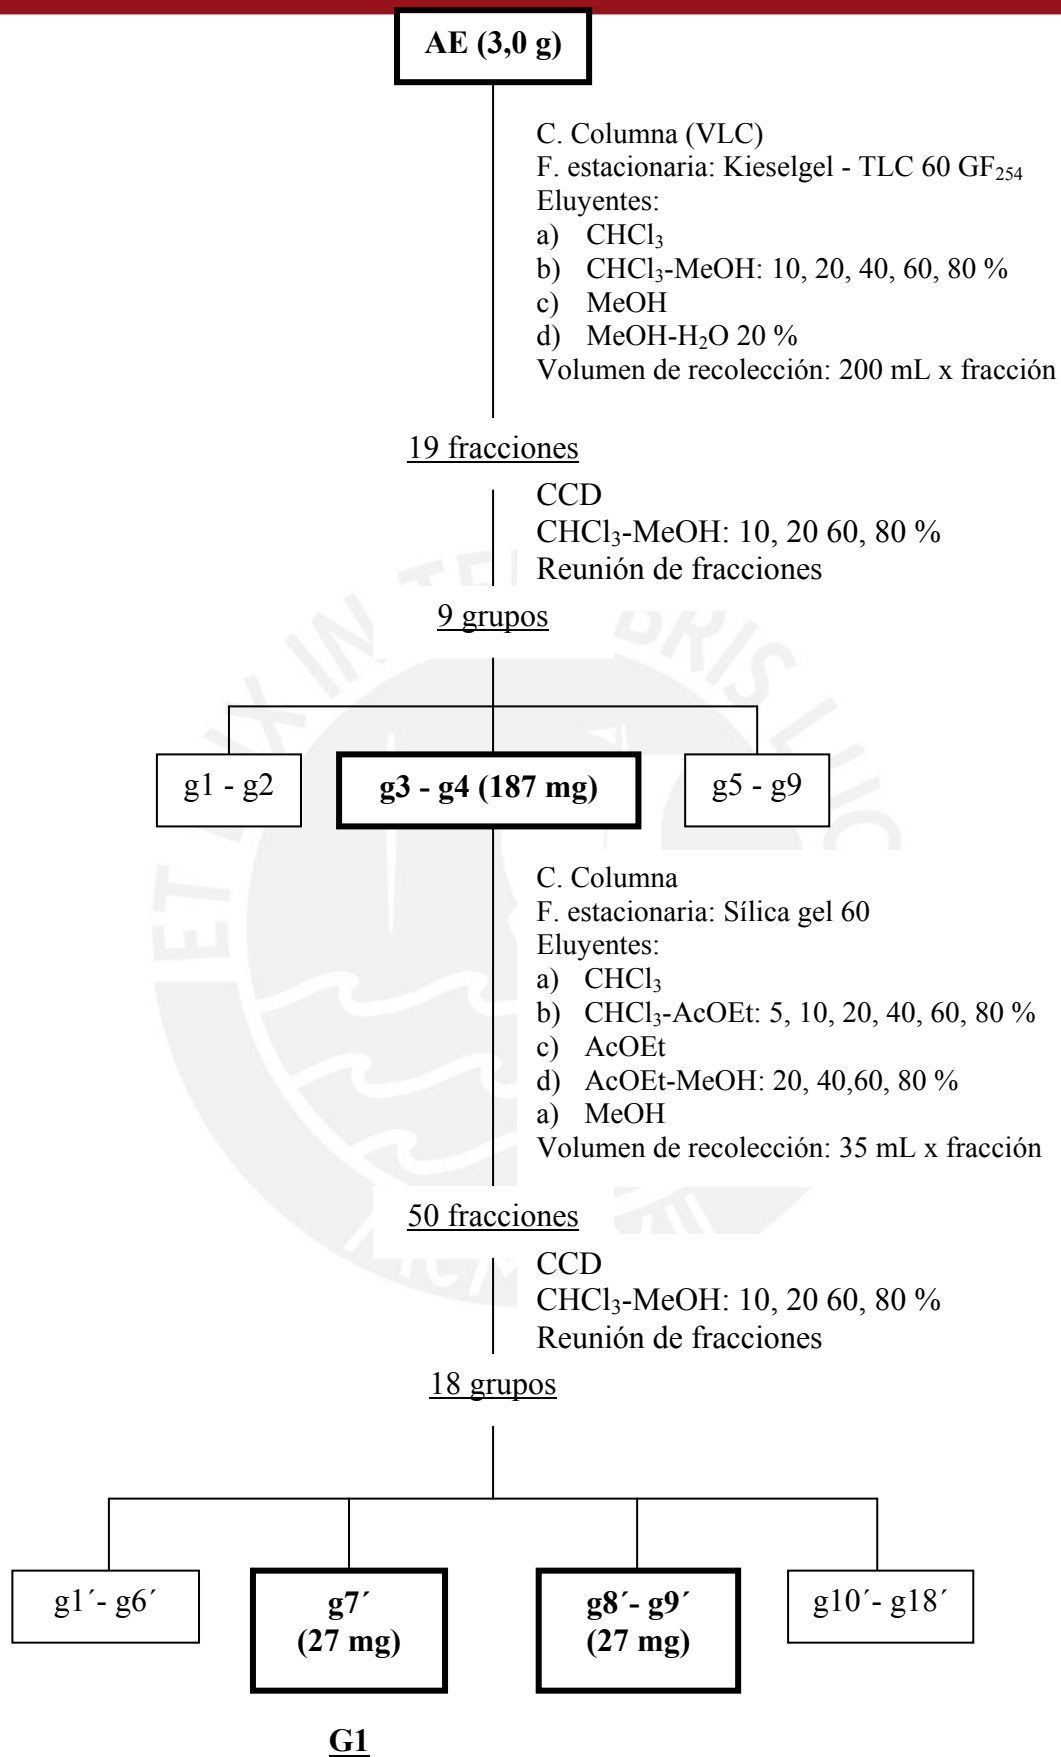 AE (3,0 g)
C. Columna (VLC)
F. estacionaria: Kieselgel - TLC 60 GF₂₅₄
Eluyentes:
a) CHCl₃
b) CHCl₃-MeOH: 10, 20, 40, 60, 80 %
c) MeOH
d) MeOH-H₂O 20 %
Volumen de recolección: 200 mL x fracción
19 fracciones
CCD
CHCl₃-MeOH: 10, 20 60, 80 %
Reunión de fracciones
9 grupos
g1 - g2
g3 - g4 (187 mg)
g5 - g9
C. Columna
F. estacionaria: Sílica gel 60
Eluyentes:
a) CHCl₃
b) CHCl₃-AcOEt: 5, 10, 20, 40, 60, 80 %
c) AcOEt
d) AcOEt-MeOH: 20, 40,60, 80 %
a) MeOH
Volumen de recolección: 35 mL x fracción
50 fracciones
CCD
CHCl₃-MeOH: 10, 20 60, 80 %
Reunión de fracciones
18 grupos
g1´- g6´
g7´
(27 mg)
g8´- g9´
(27 mg)
g10´- g18´
G1